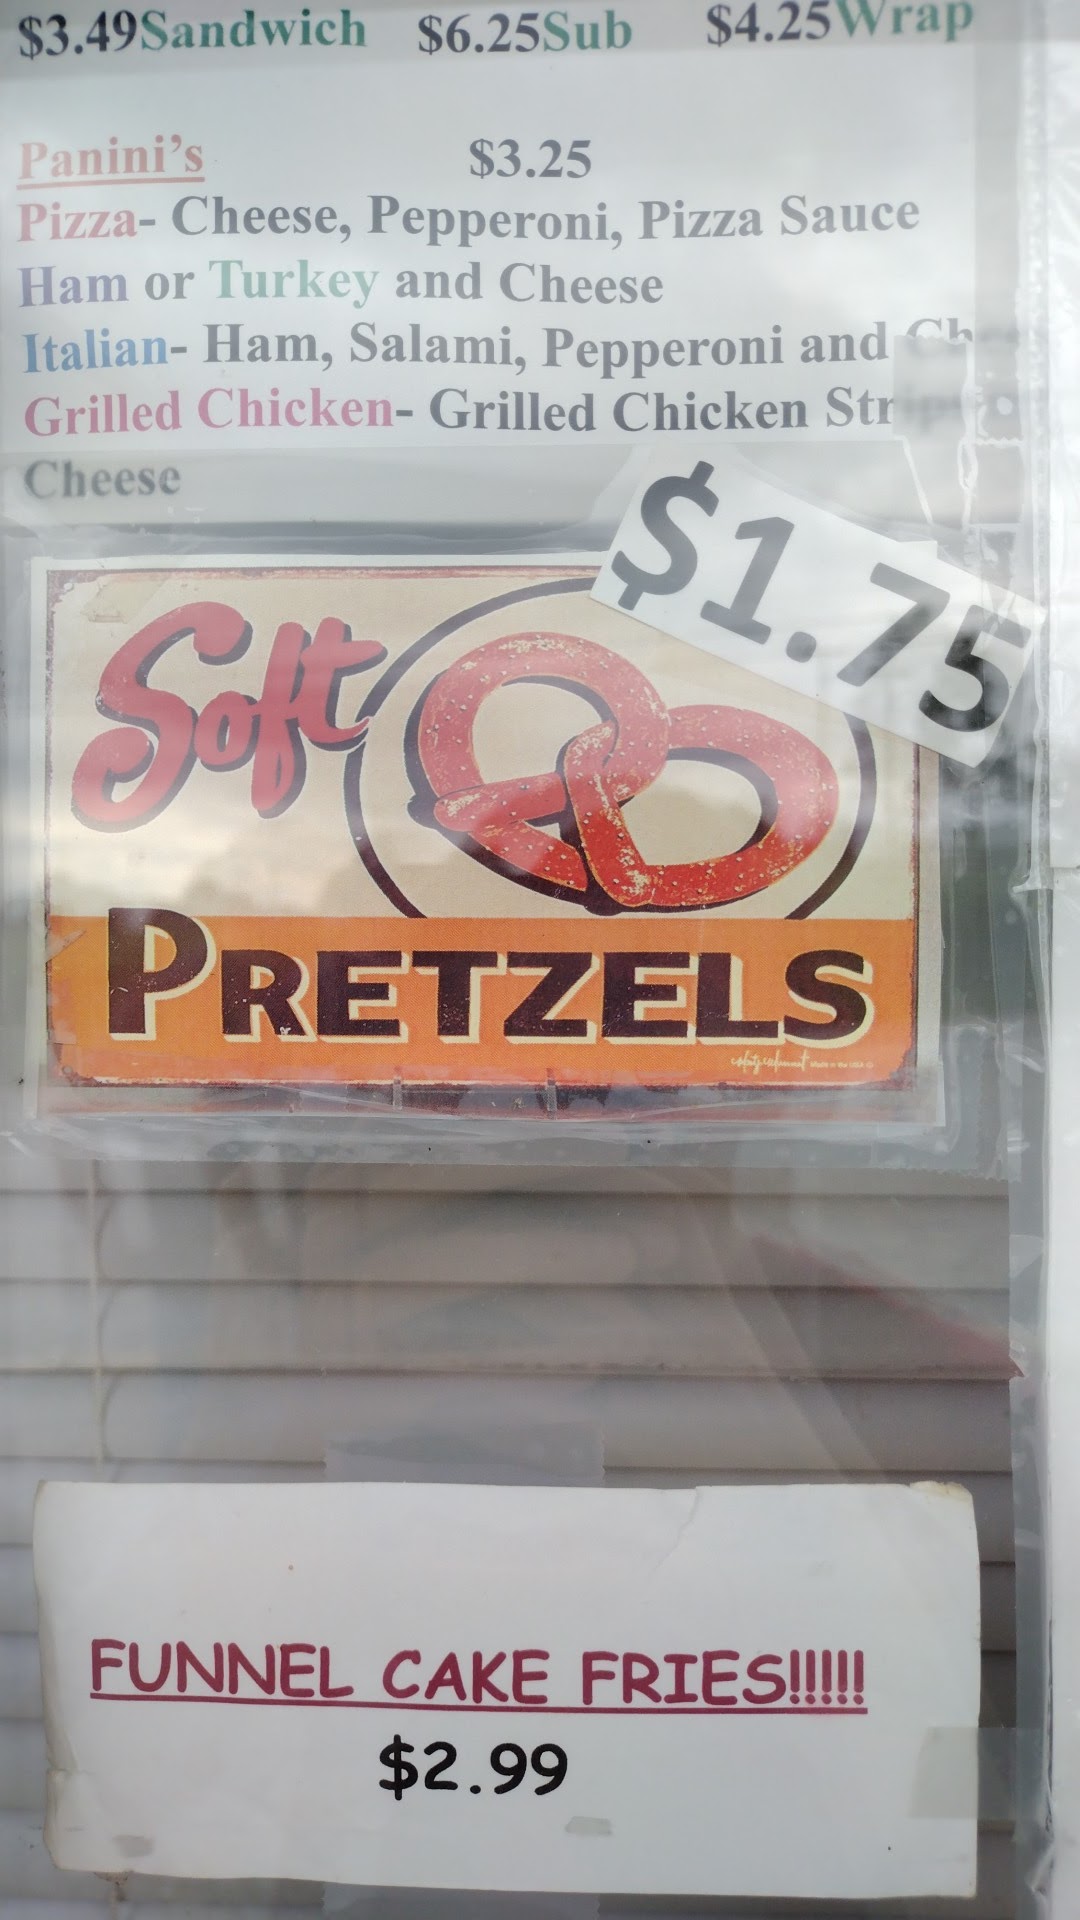 $3.49Sandwich $6.25Sub $4.25Wrap
Panini's $3.25
Pizza- Cheese, Pepperoni, Pizza Sauce
Ham or Turkey and Cheese
Italian- Ham, Salami, Pepperoni and
Grilled Chicken- Grilled Chicken Strips
Cheese
$1.75
Soft
PRETZELS
FUNNEL CAKE FRIES!!!!!
$2.99